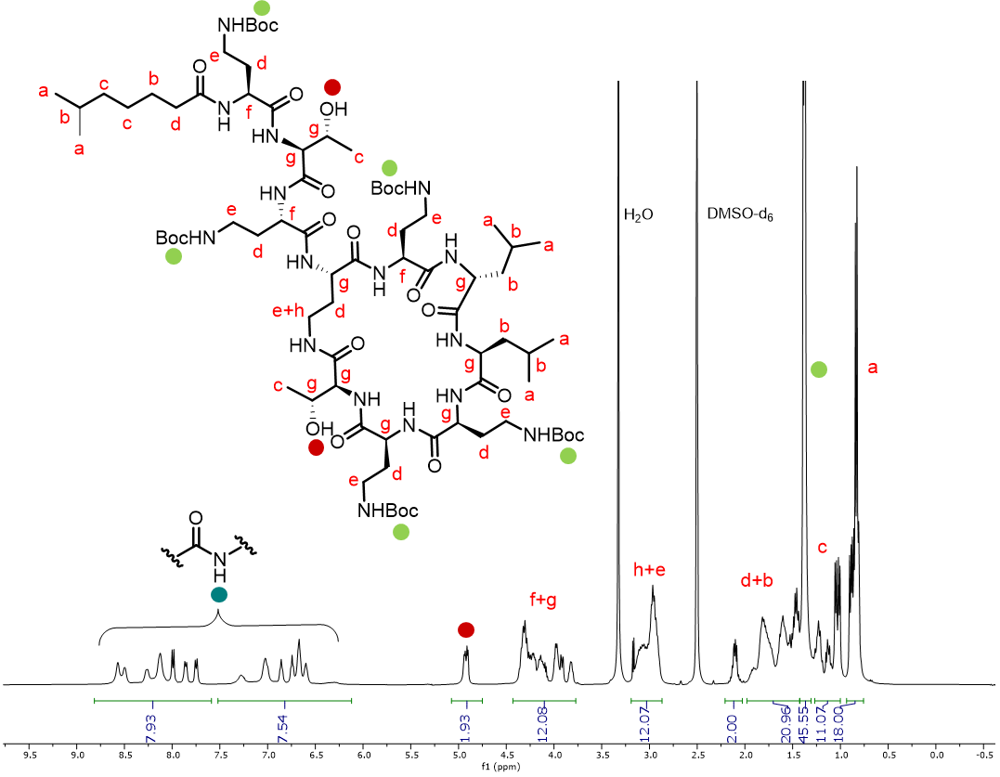 NHBoc
e
d
O
b
c
a
O
OH
b
c
d
N
H
f
N
H
g
a
g
c
O
BocHN
H
N
O
e
f
O
e
a
b
BocHN
d
d
H
N
a
H₂O
DMSO-d₆
O
N
H
g
N
H
f
O
g
b
e+h
d
O
b
a
HN
O
N
H
b
a
g
c
g
g
O
a
NH
H
N
H
N
g
e
NHBoc
OH
O
g
O
d
c
d
O
e
NHBoc
h+e
d+b
N
H
f+g
7.93
7.54
1.93
12.08
12.07
2.00
20.96
45.55
11.07
18.00
9.5 9.0 8.5 8.0 7.5 7.0 6.5 6.0 5.5 5.0 4.5 4.0 3.5 3.0 2.5 2.0 1.5 1.0 0.5 0.0 -0.5
f1 (ppm)